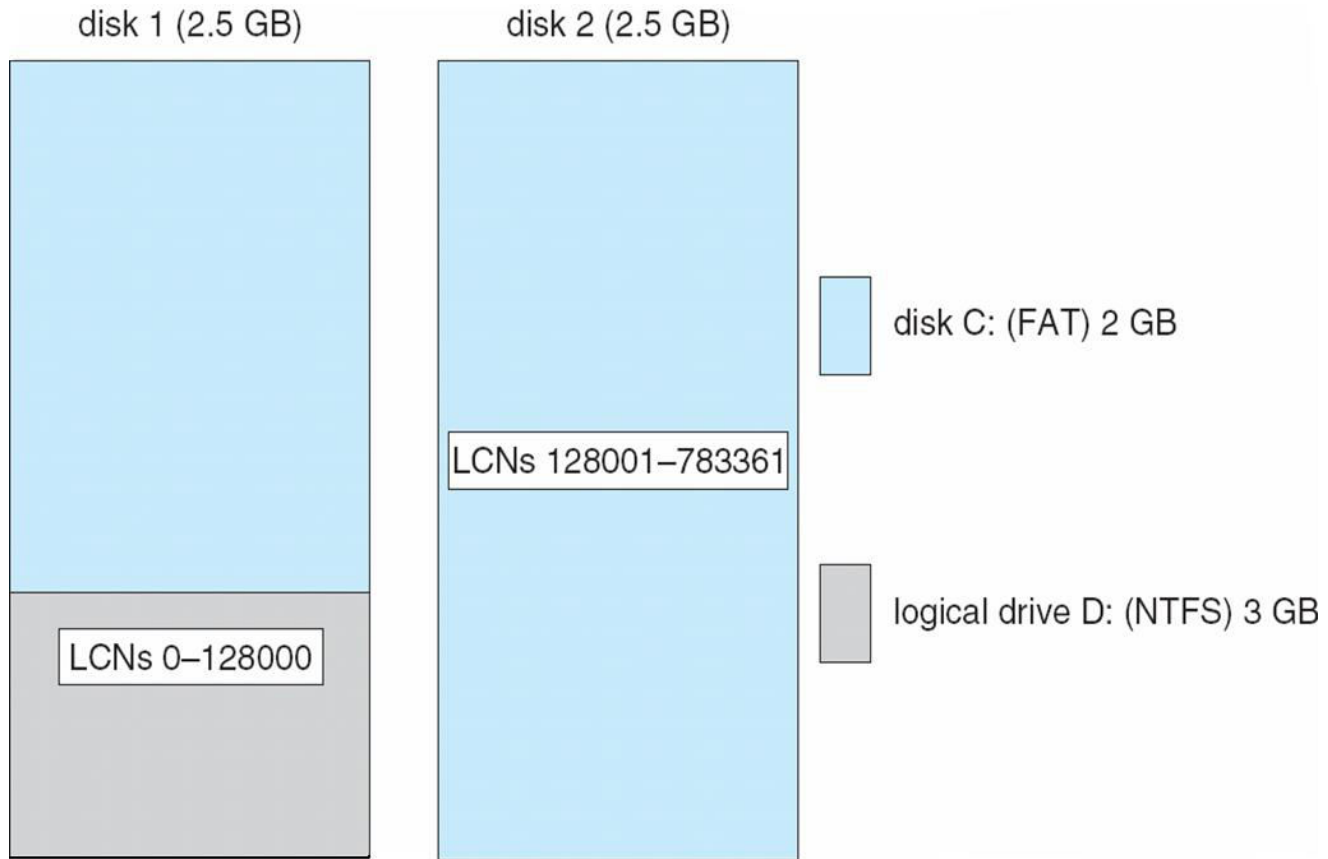 disk 1 (2.5 GB)
disk 2 (2.5 GB)
disk C: (FAT) 2 GB
LCNs 128001–783361
logical drive D: (NTFS) 3 GB
LCNs 0–128000